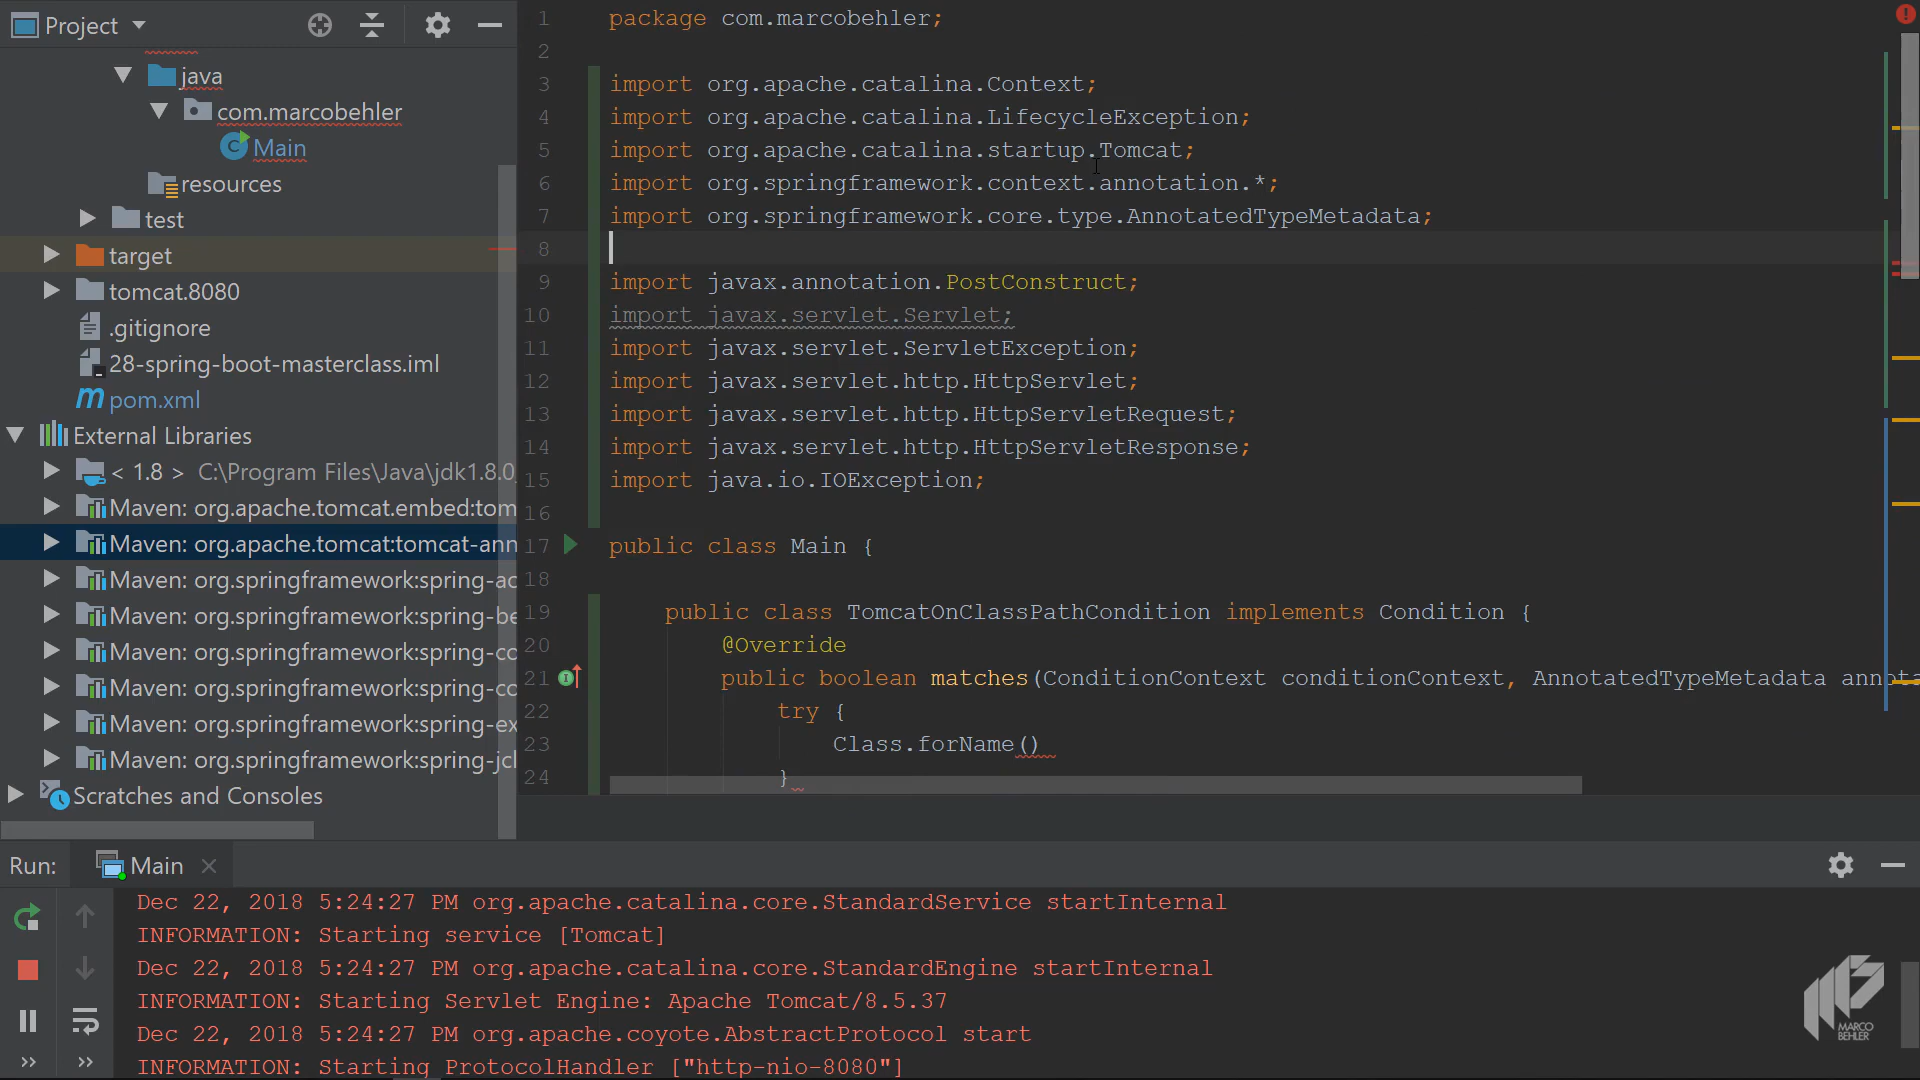 Project
java
com.marcobehler
Main
resources
test
target
tomcat.8080
.gitignore
28-spring-boot-masterclass.iml
pom.xml
External Libraries
< 1.8 > C:\Program Files\Java\jdk1.8.0_
Maven: org.apache.tomcat.embed:tom
Maven: org.apache.tomcat:tomcat-ann
Maven: org.springframework:spring-ao
Maven: org.springframework:spring-be
Maven: org.springframework:spring-co
Maven: org.springframework:spring-co
Maven: org.springframework:spring-ex
Maven: org.springframework:spring-jcl
Scratches and Consoles
1 package com.marcobehler;
2
3 import org.apache.catalina.Context;
4 import org.apache.catalina.LifecycleException;
5 import org.apache.catalina.startup.Tomcat;
6 import org.springframework.context.annotation.*;
7 import org.springframework.core.type.AnnotatedTypeMetadata;
8
9 import javax.annotation.PostConstruct;
10 import javax.servlet.Servlet;
11 import javax.servlet.ServletException;
12 import javax.servlet.http.HttpServlet;
13 import javax.servlet.http.HttpServletRequest;
14 import javax.servlet.http.HttpServletResponse;
15 import java.io.IOException;
16
17 public class Main {
18
19 public class TomcatOnClassPathCondition implements Condition {
20 @Override
21 public boolean matches(ConditionContext conditionContext, AnnotatedTypeMetadata annota
22 try {
23 Class.forName()
24 }
Run: Main
Dec 22, 2018 5:24:27 PM org.apache.catalina.core.StandardService startInternal
INFORMATION: Starting service [Tomcat]
Dec 22, 2018 5:24:27 PM org.apache.catalina.core.StandardEngine startInternal
INFORMATION: Starting Servlet Engine: Apache Tomcat/8.5.37
Dec 22, 2018 5:24:27 PM org.apache.coyote.AbstractProtocol start
INFORMATION: Starting ProtocolHandler ["http-nio-8080"]
MARCO
BEHLER